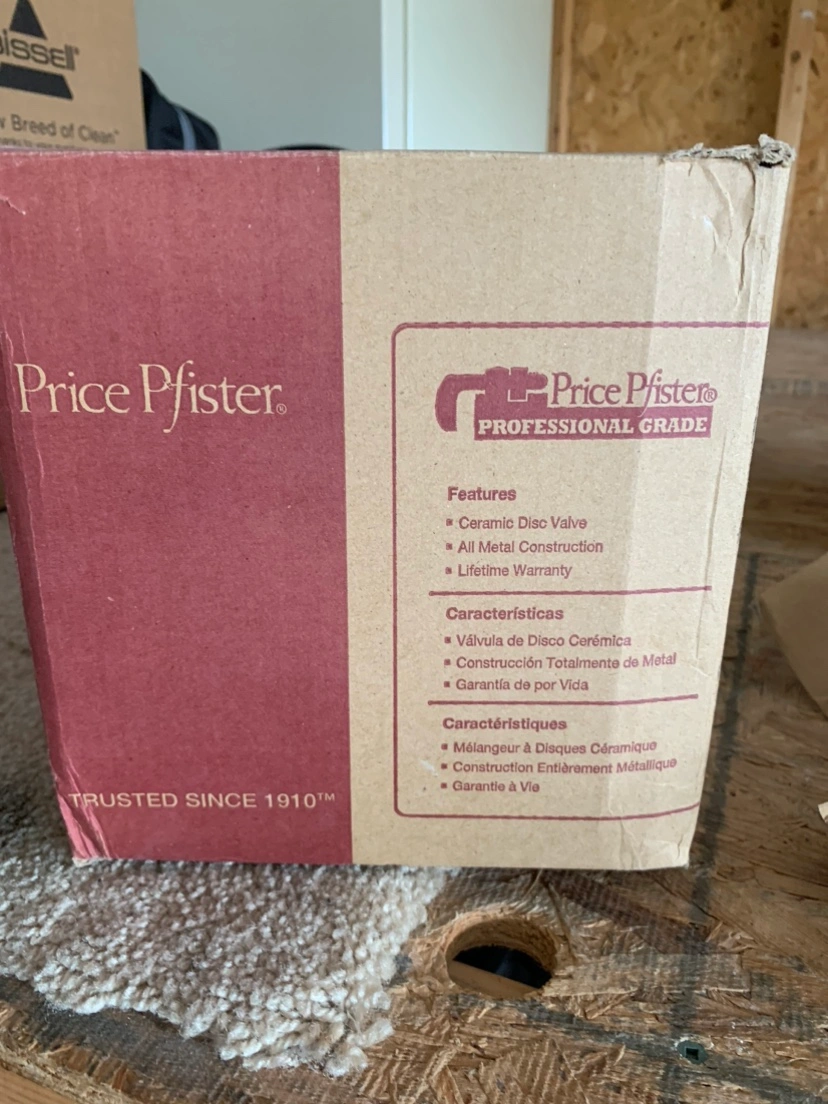 Bissell®
Breed of Clean™
Price Pfister®
TRUSTED SINCE 1910™
Price Pfister®
PROFESSIONAL GRADE
Features
▪ Ceramic Disc Valve
▪ All Metal Construction
▪ Lifetime Warranty
Características
▪ Válvula de Disco Cerémica
▪ Construcción Totalmente de Metal
▪ Garantía de por Vida
Caractéristiques
▪ Mélangeur à Disques Céramique
▪ Construction Entièrement Métallique
▪ Garantie à Vie